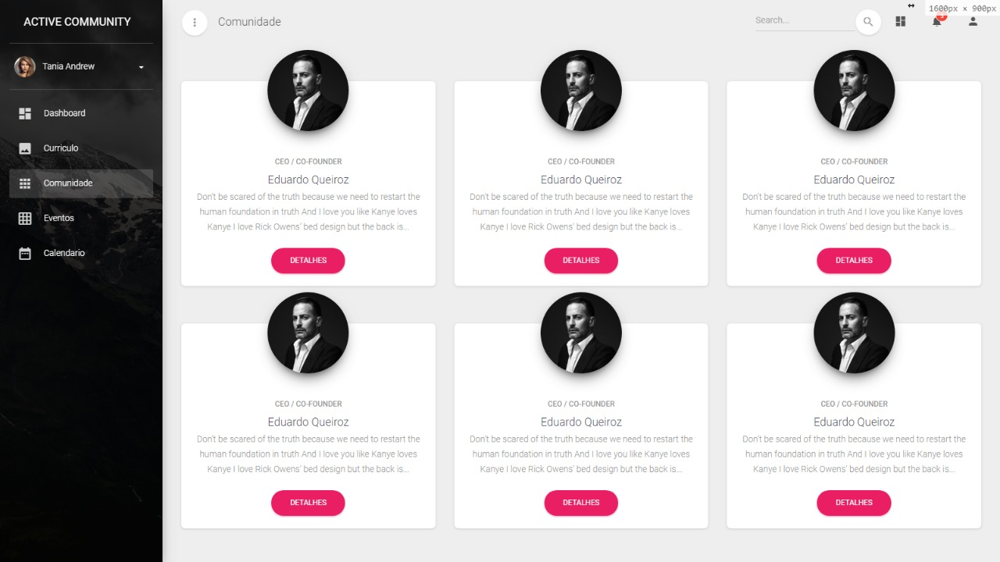 ACTIVE COMMUNITY
Tania Andrew
Dashboard
Curriculo
Comunidade
Eventos
Calendario
Comunidade
Search...
1600px x 900px
CEO / CO-FOUNDER
Eduardo Queiroz
Don't be scared of the truth because we need to restart the
human foundation in truth And I love you like Kanye loves
Kanye I love Rick Owens' bed design but the back is...
DETALHES
CEO / CO-FOUNDER
Eduardo Queiroz
Don't be scared of the truth because we need to restart the
human foundation in truth And I love you like Kanye loves
Kanye I love Rick Owens' bed design but the back is...
DETALHES
CEO / CO-FOUNDER
Eduardo Queiroz
Don't be scared of the truth because we need to restart the
human foundation in truth And I love you like Kanye loves
Kanye I love Rick Owens' bed design but the back is...
DETALHES
CEO / CO-FOUNDER
Eduardo Queiroz
Don't be scared of the truth because we need to restart the
human foundation in truth And I love you like Kanye loves
Kanye I love Rick Owens' bed design but the back is...
DETALHES
CEO / CO-FOUNDER
Eduardo Queiroz
Don't be scared of the truth because we need to restart the
human foundation in truth And I love you like Kanye loves
Kanye I love Rick Owens' bed design but the back is...
DETALHES
CEO / CO-FOUNDER
Eduardo Queiroz
Don't be scared of the truth because we need to restart the
human foundation in truth And I love you like Kanye loves
Kanye I love Rick Owens' bed design but the back is...
DETALHES